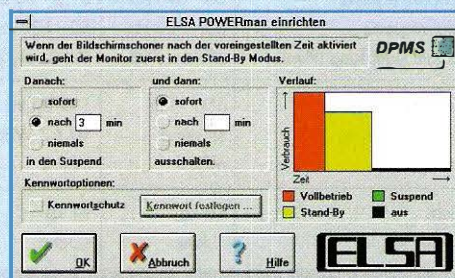 ELSA POWERman einrichten
Wenn der Bildschirmschoner nach der voreingestellten Zeit aktiviert
wird, geht der Monitor zuerst in den Stand-By Modus.
DPMS
Danach:
sofort
nach 3 min
niemals
in den Suspend
und dann:
sofort
nach min
niemals
ausschalten.
Verlauf:
Verbrauch
Zeit
Vollbetrieb
Suspend
Stand-By
aus
Kennwortoptionen:
Kennwortschutz
Kennwort festlegen ...
OK
Abbruch
Hilfe
ELSA